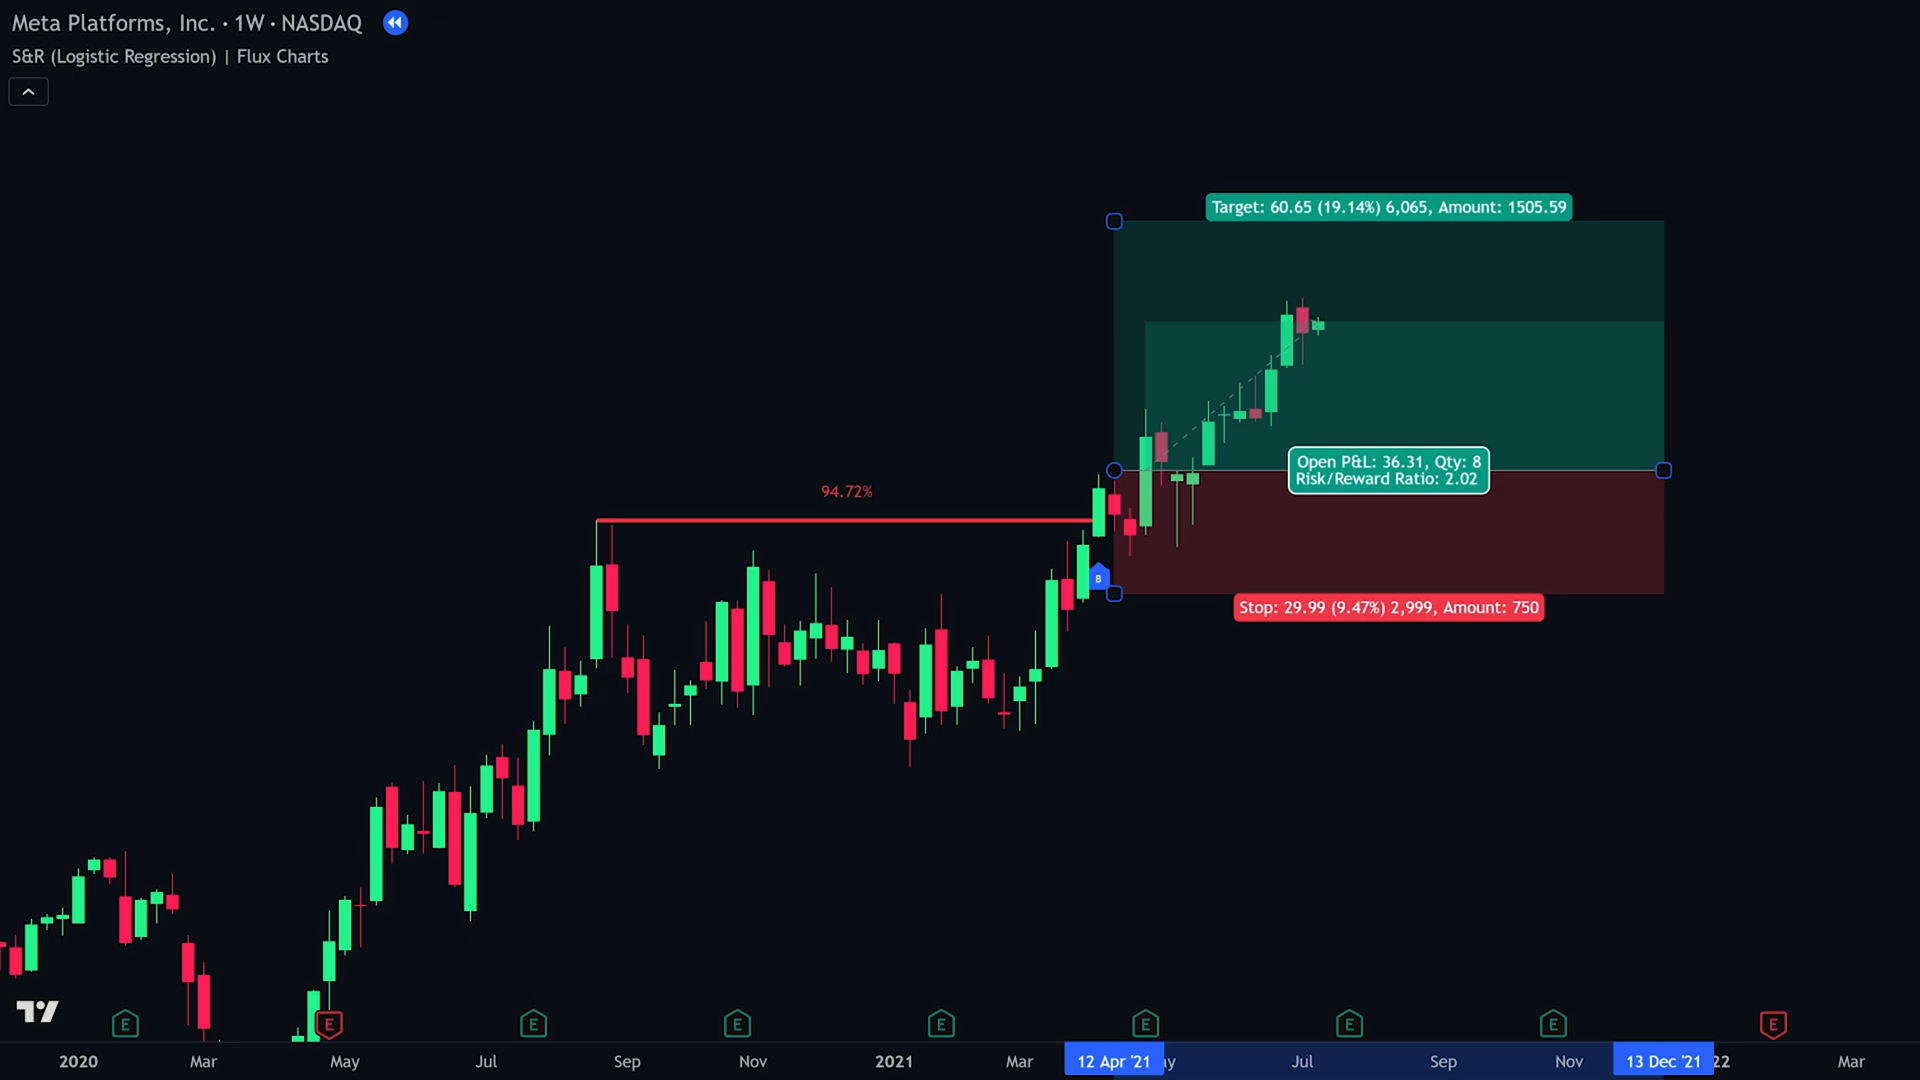 Meta Platforms, Inc. · 1W · NASDAQ
S&R (Logistic Regression) | Flux Charts
Target: 60.65 (19.14%) 6,065, Amount: 1505.59
Open P&L: 36.31, Qty: 8
Risk/Reward Ratio: 2.02
94.72%
B
Stop: 29.99 (9.47%) 2,999, Amount: 750
E E E E E E E E E
2020 Mar May Jul Sep Nov 2021 Mar 12 Apr '21 ay Jul Sep Nov 13 Dec '21 22 Mar